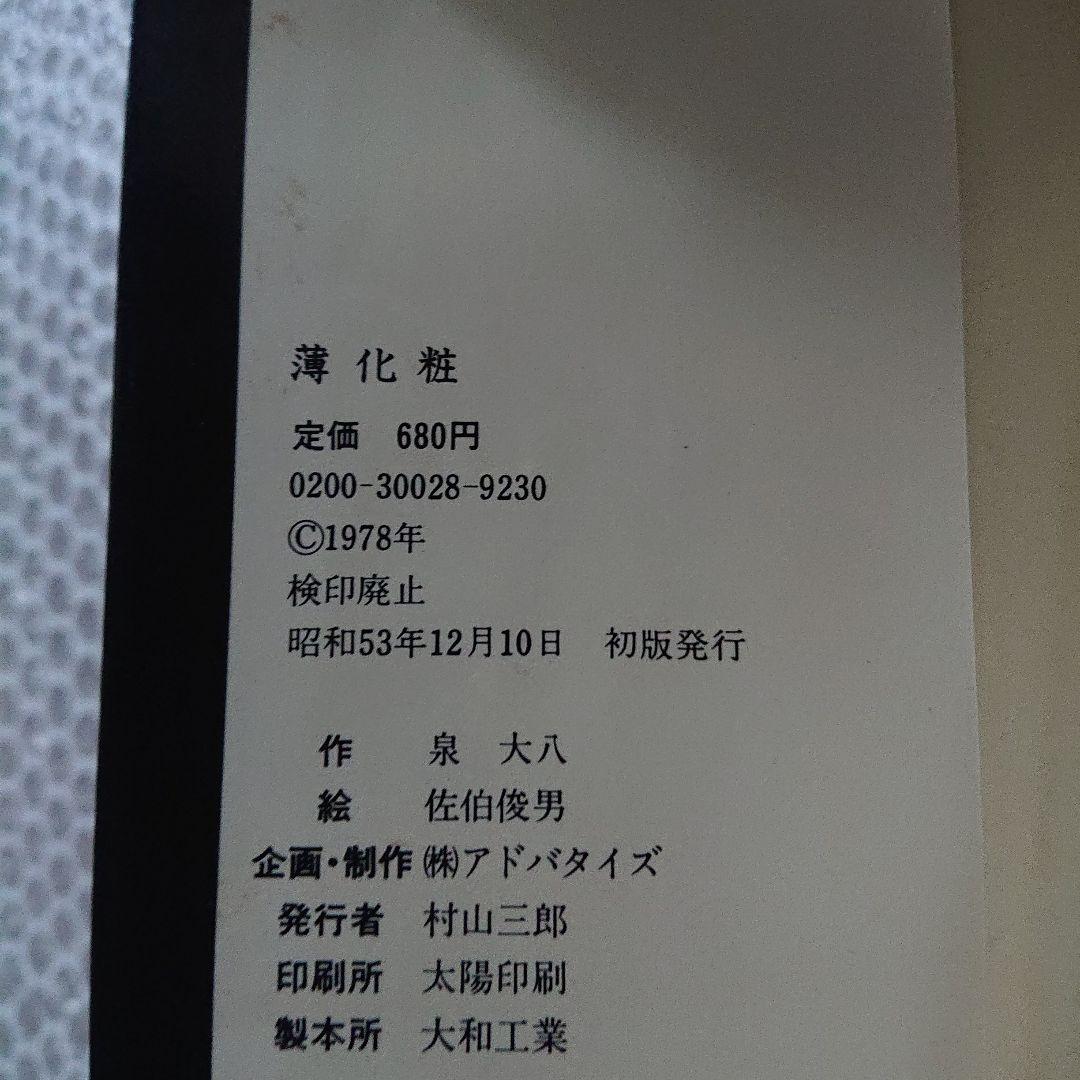 薄化粧
定価　680円
0200-30028-9230
©1978年
検印廃止
昭和53年12月10日　初版発行
作　泉　大八
絵　佐伯俊男
企画・制作　㈱アドバタイズ
発行者　村山三郎
印刷所　太陽印刷
製本所　大和工業